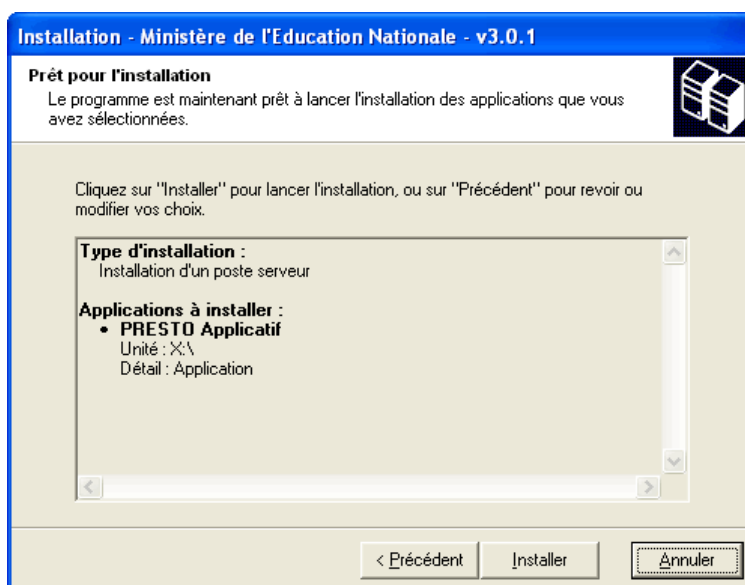 Installation - Ministère de l'Education Nationale - v3.0.1
Prêt pour l'installation
Le programme est maintenant prêt à lancer l'installation des applications que vous
avez sélectionnées.
Cliquez sur "Installer" pour lancer l'installation, ou sur "Précédent" pour revoir ou
modifier vos choix.
Type d'installation :
Installation d'un poste serveur
Applications à installer :
• PRESTO Applicatif
Unité : X:\
Détail : Application
< Précédent
Installer
Annuler